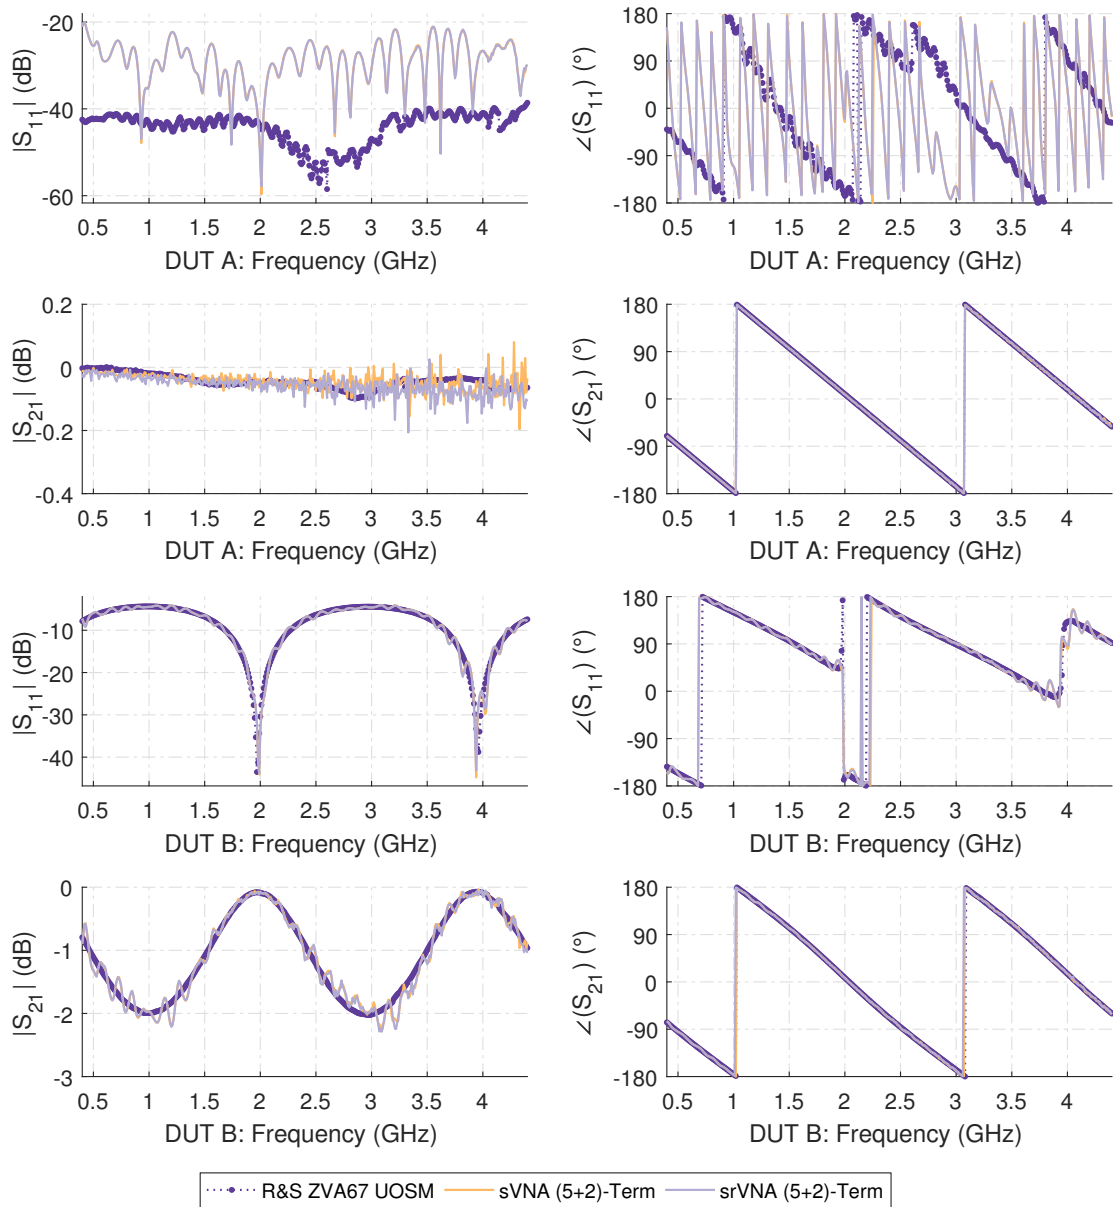 |S11| (dB)
-20
-40
-60
0.5 1 1.5 2 2.5 3 3.5 4
DUT A: Frequency (GHz)
∠(S11) (°)
180
90
0
-90
-180
0.5 1 1.5 2 2.5 3 3.5 4
DUT A: Frequency (GHz)
|S21| (dB)
0.2
0
-0.2
-0.4
0.5 1 1.5 2 2.5 3 3.5 4
DUT A: Frequency (GHz)
∠(S21) (°)
180
90
0
-90
-180
0.5 1 1.5 2 2.5 3 3.5 4
DUT A: Frequency (GHz)
|S11| (dB)
-10
-20
-30
-40
0.5 1 1.5 2 2.5 3 3.5 4
DUT B: Frequency (GHz)
∠(S11) (°)
180
90
0
-90
-180
0.5 1 1.5 2 2.5 3 3.5 4
DUT B: Frequency (GHz)
|S21| (dB)
0
-1
-2
-3
0.5 1 1.5 2 2.5 3 3.5 4
DUT B: Frequency (GHz)
∠(S21) (°)
180
90
0
-90
-180
0.5 1 1.5 2 2.5 3 3.5 4
DUT B: Frequency (GHz)
R&S ZVA67 UOSM sVNA (5+2)-Term srVNA (5+2)-Term